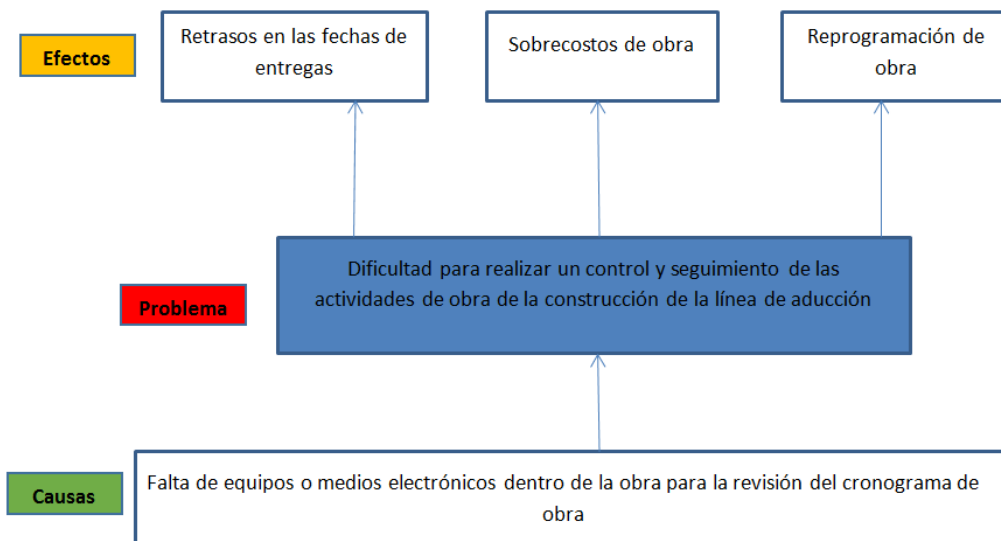 Efectos
Retrasos en las fechas de
entregas
Sobrecostos de obra
Reprogramación de
obra
Problema
Dificultad para realizar un control y seguimiento de las
actividades de obra de la construcción de la línea de aducción
Causas
Falta de equipos o medios electrónicos dentro de la obra para la revisión del cronograma de
obra